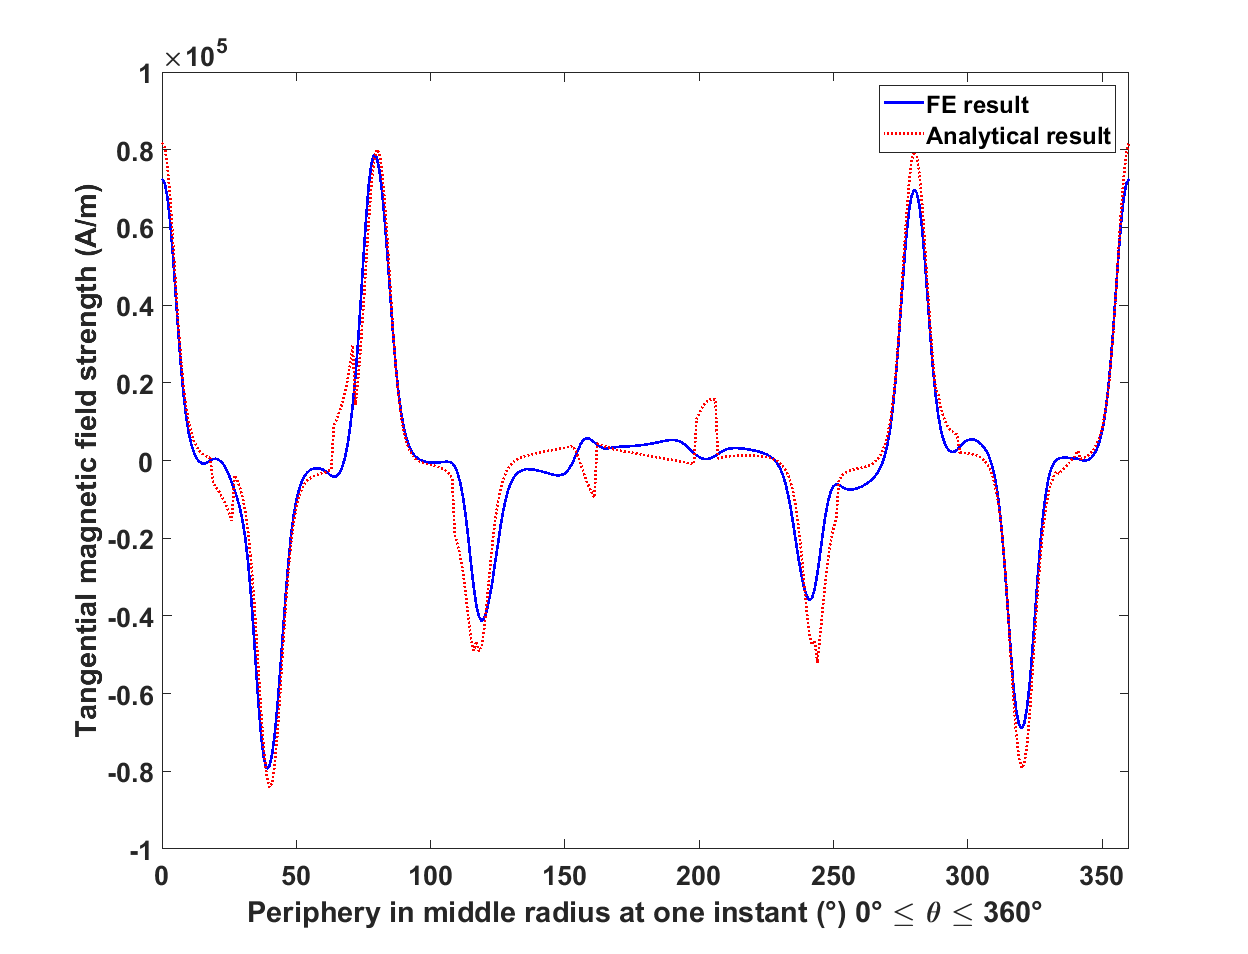 ×10⁵
1
0.8
0.6
0.4
0.2
0
-0.2
-0.4
-0.6
-0.8
-1
Tangential magnetic field strength (A/m)
FE result
Analytical result
0 50 100 150 200 250 300 350
Periphery in middle radius at one instant (°) 0° ≤ θ ≤ 360°